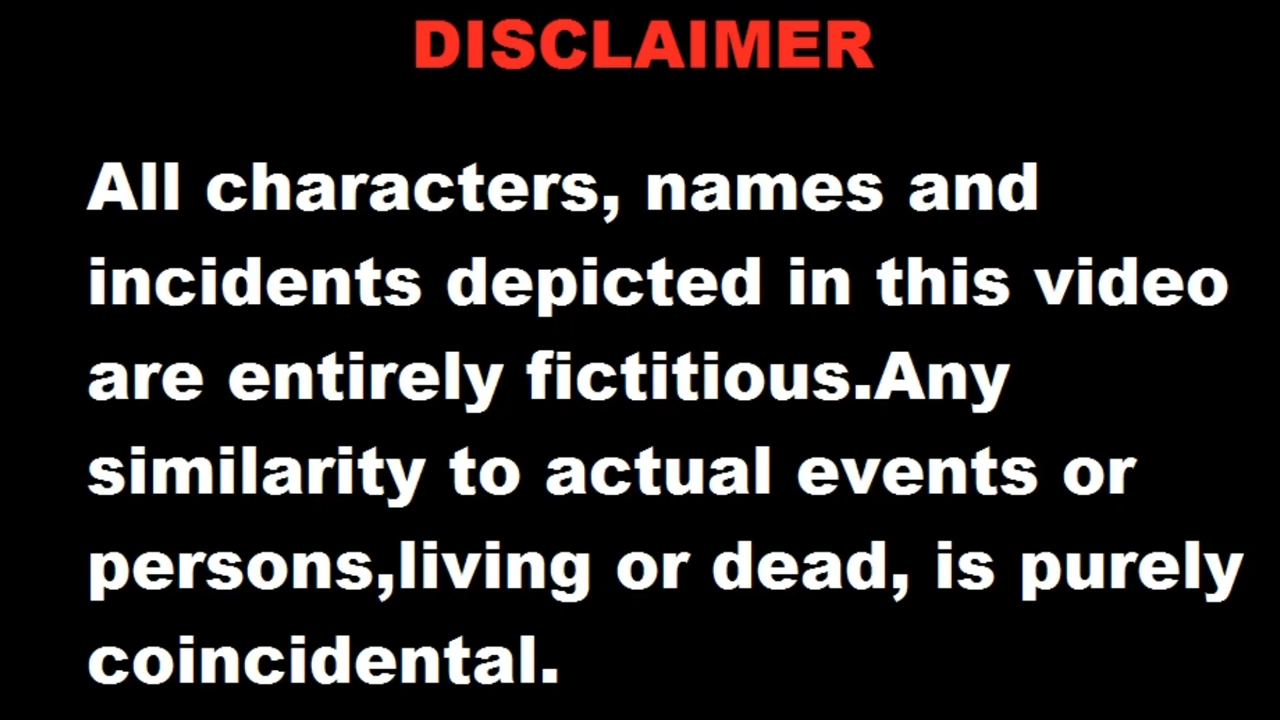 DISCLAIMER
All characters, names and
incidents depicted in this video
are entirely fictitious.Any
similarity to actual events or
persons,living or dead, is purely
coincidental.